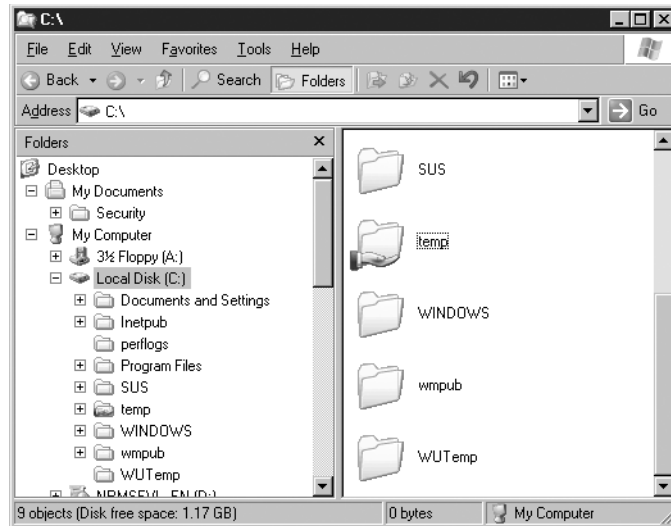 C:\
File Edit View Favorites Tools Help
Back Search Folders
Address C:\ Go
Folders
Desktop
My Documents
Security
My Computer
3½ Floppy (A:)
Local Disk (C:)
Documents and Settings
Inetpub
perflogs
Program Files
SUS
temp
WINDOWS
wmpub
WUTemp
SUS
temp
WINDOWS
wmpub
WUTemp
9 objects (Disk free space: 1.17 GB) 0 bytes My Computer